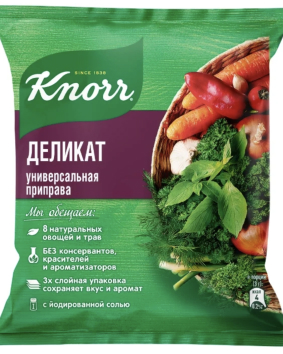 SINCE 1838
Knorr
ДЕЛИКАТ
универсальная
приправа
Мы обещаем:
8 натуральных
овощей и трав
БЕЗ консервантов,
красителей
и ароматизаторов
3х слойная упаковка
сохраняет вкус и аромат
с йодированной солью
4